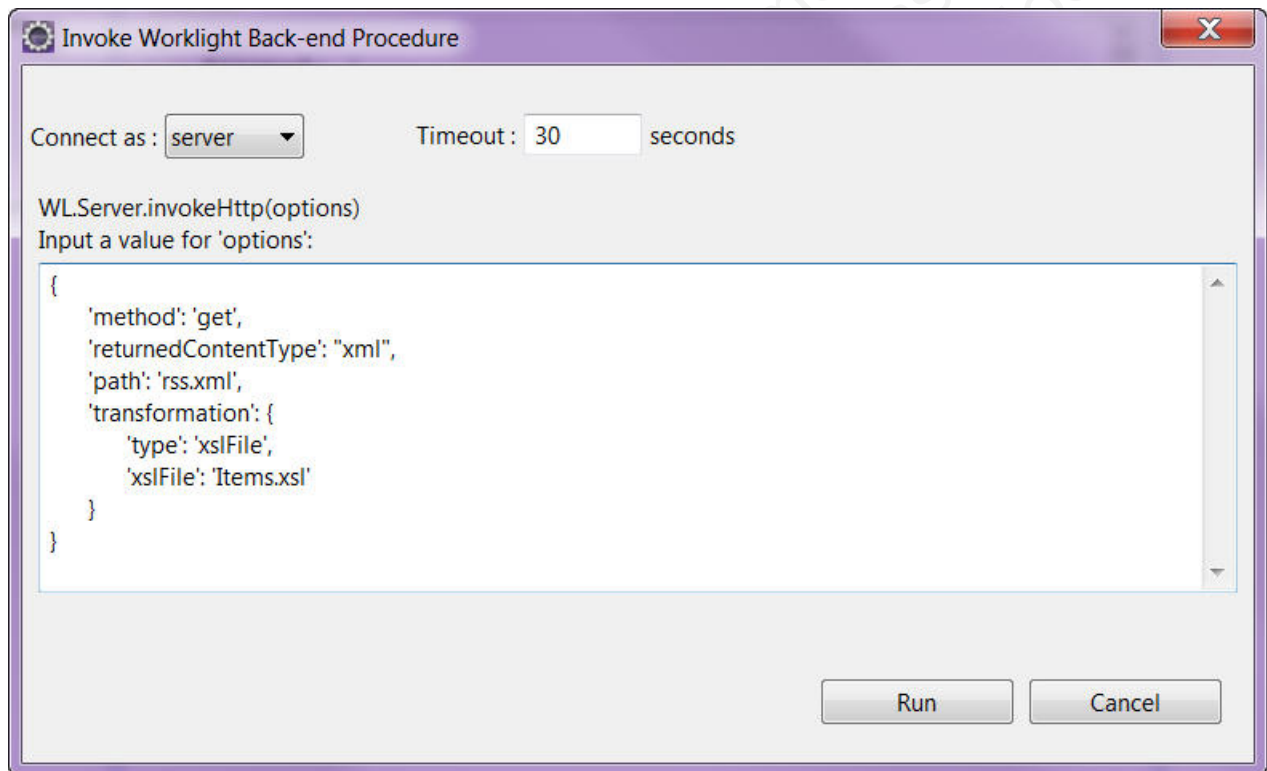 Invoke Worklight Back-end Procedure
X
Connect as : server Timeout : 30 seconds
WL.Server.invokeHttp(options)
Input a value for 'options':
{
'method': 'get',
'returnedContentType': "xml",
'path': 'rss.xml',
'transformation': {
'type': 'xslFile',
'xslFile': 'Items.xsl'
}
}
Run Cancel